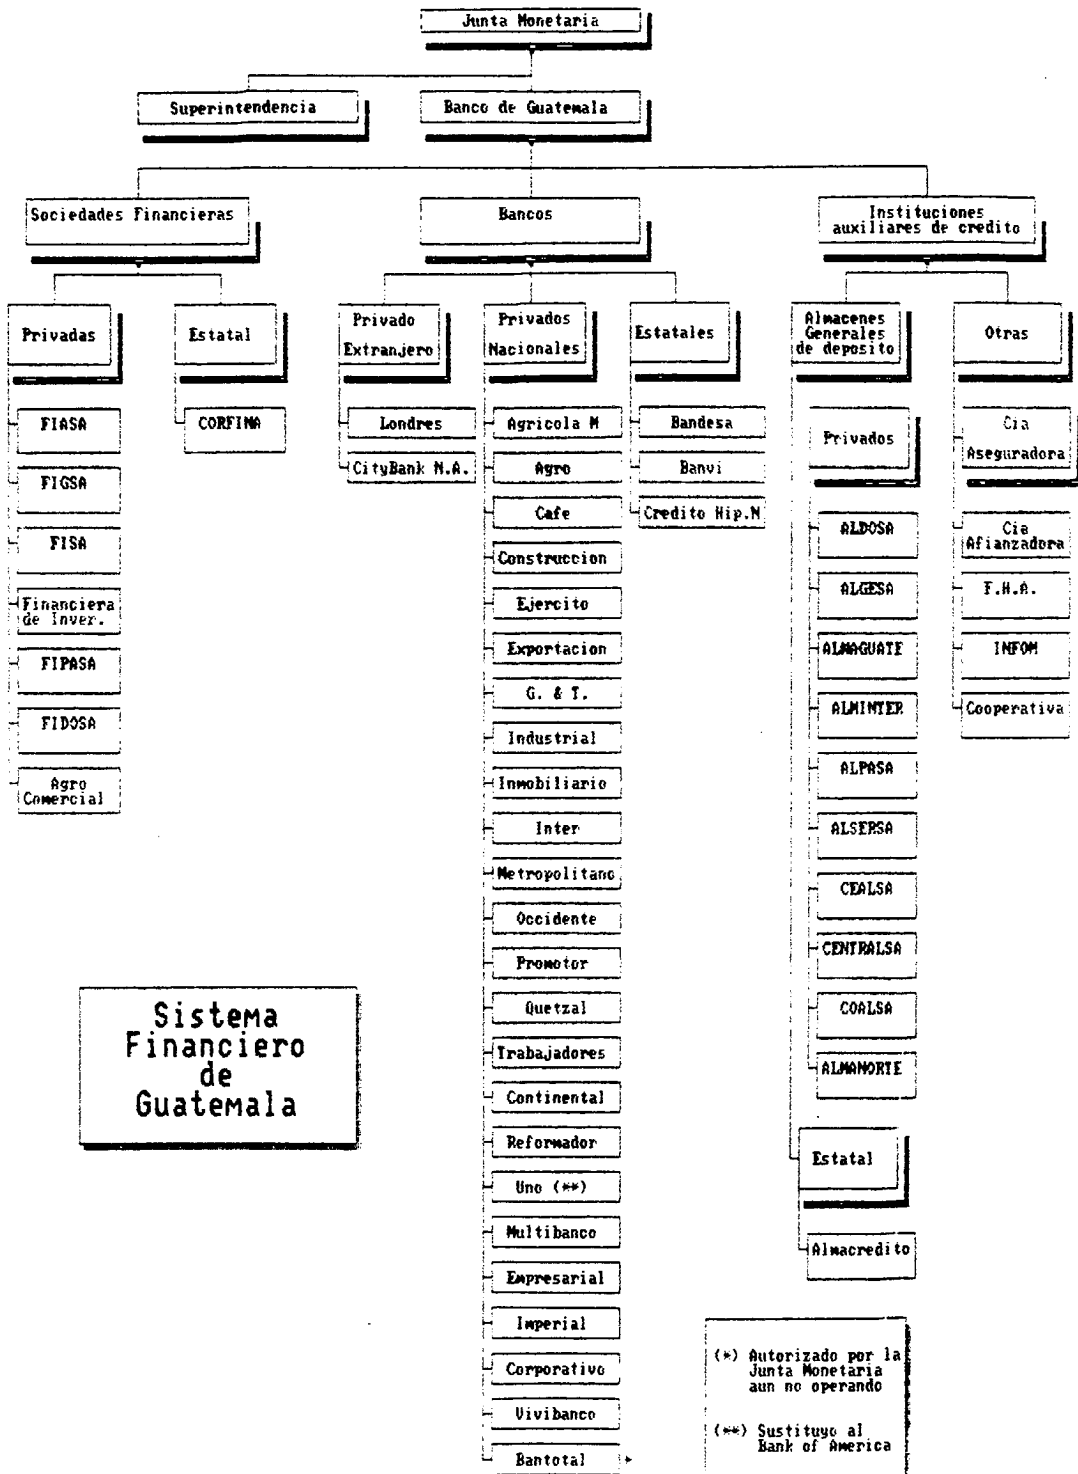 Junta Monetaria
Superintendencia
Banco de Guatemala
Sociedades Financieras
Bancos
Instituciones
auxiliares de credito
Privadas
Estatal
Privado
Extranjero
Privados
Nacionales
Estatales
Almacenes
Generales
de deposito
Otras
FIASA
FIGSA
FISA
Financiera
de Inver.
FIPASA
FIDOSA
Agro
Comercial
CORFINA
Londres
CityBank N.A.
Agricola M
Agro
Cafe
Construccion
Ejercito
Exportacion
G. & T.
Industrial
Inmobiliario
Inter
Metropolitano
Occidente
Promotor
Quetzal
Trabajadores
Continental
Reformador
Uno (**)
Multibanco
Empresarial
Imperial
Corporativo
Vivibanco
Bantotal *
Bandesa
Banvi
Credito Hip.N
Privados
ALDOSA
ALGESA
ALMAGUATE
ALMINTER
ALPASA
ALSERSA
CEALSA
CENTRALSA
COALSA
ALMANORTE
Estatal
Almacredito
Cia
Aseguradora
Cia
Afianzadora
F.H.A.
INFOM
Cooperativa
Sistema
Financiero
de
Guatemala
(*) Autorizado por la
Junta Monetaria
aun no operando
(**) Sustituyo al
Bank of America